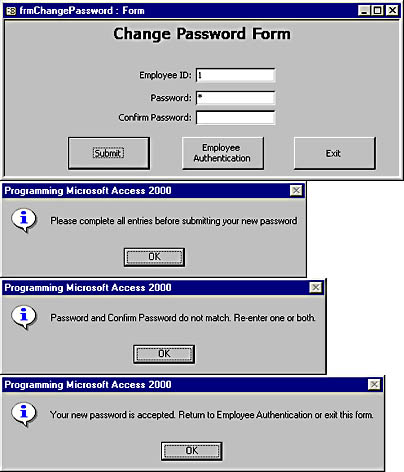 frmChangePassword : Form
Change Password Form
Employee ID: 1
Password: *
Confirm Password:
Submit
Employee Authentication
Exit
Programming Microsoft Access 2000
Please complete all entries before submitting your new password
OK
Programming Microsoft Access 2000
Password and Confirm Password do not match. Re-enter one or both.
OK
Programming Microsoft Access 2000
Your new password is accepted. Return to Employee Authentication or exit this form.
OK